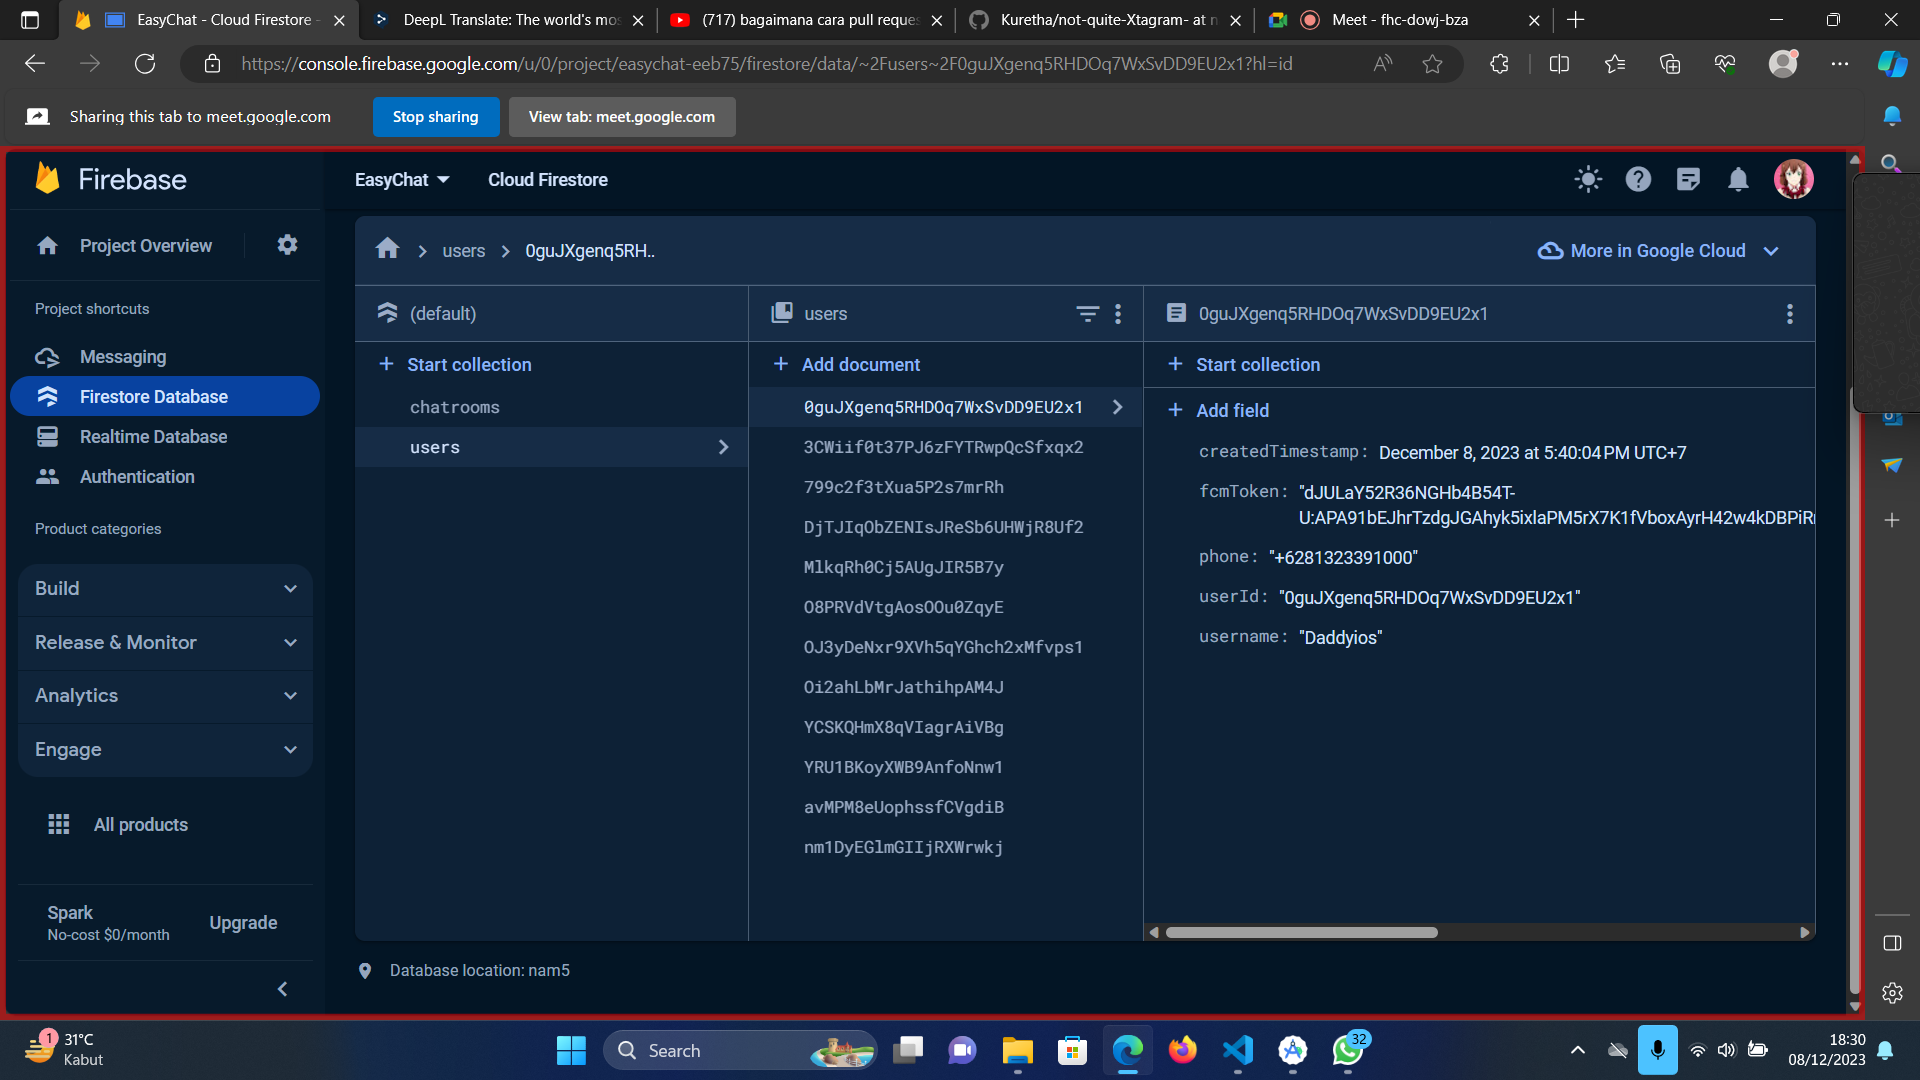 EasyChat - Cloud Firestore -
DeepL Translate: The world's mos
(717) bagaimana cara pull reques
Kuretha/not-quite-Xtagram- at n
Meet - fhc-dowj-bza
https://console.firebase.google.com/u/0/project/easychat-eeb75/firestore/data/~2Fusers~2F0guJXgenq5RHDOq7WxSvDD9EU2x1?hl=id
Sharing this tab to meet.google.com
Stop sharing
View tab: meet.google.com
Firebase
EasyChat
Cloud Firestore
Project Overview
users
0guJXgenq5RH..
More in Google Cloud
Project shortcuts
Messaging
Firestore Database
Realtime Database
Authentication
Product categories
Build
Release & Monitor
Analytics
Engage
All products
Spark
No-cost $0/month
Upgrade
(default)
Start collection
chatrooms
users
users
Add document
0guJXgenq5RHDOq7WxSvDD9EU2x1
3CWiif0t37PJ6zFYTRwpQcSfxqx2
799c2f3tXua5P2s7mrRh
DjTJIqObZENIsJReSb6UHWjR8Uf2
MlkqRh0Cj5AUgJIR5B7y
O8PRVdVtgAosOOu0ZqyE
OJ3yDeNxr9XVh5qYGhch2xMfvps1
Oi2ahLbMrJathihpAM4J
YCSKQHmX8qVIagrAiVBg
YRU1BKoyXWB9AnfoNnw1
avMPM8eUophssfCVgdiB
nm1DyEGlmGIIjRXWrwkj
0guJXgenq5RHDOq7WxSvDD9EU2x1
Start collection
Add field
createdTimestamp: December 8, 2023 at 5:40:04 PM UTC+7
fcmToken: "dJULaY52R36NGHb4B54T-
U:APA91bEJhrTzdgJGAhyk5ixlaPM5rX7K1fVboxAyrH42w4kDBPiR
phone: "+6281323391000"
userId: "0guJXgenq5RHDOq7WxSvDD9EU2x1"
username: "Daddyios"
Database location: nam5
1
31°C
Kabut
Search
32
18:30
08/12/2023